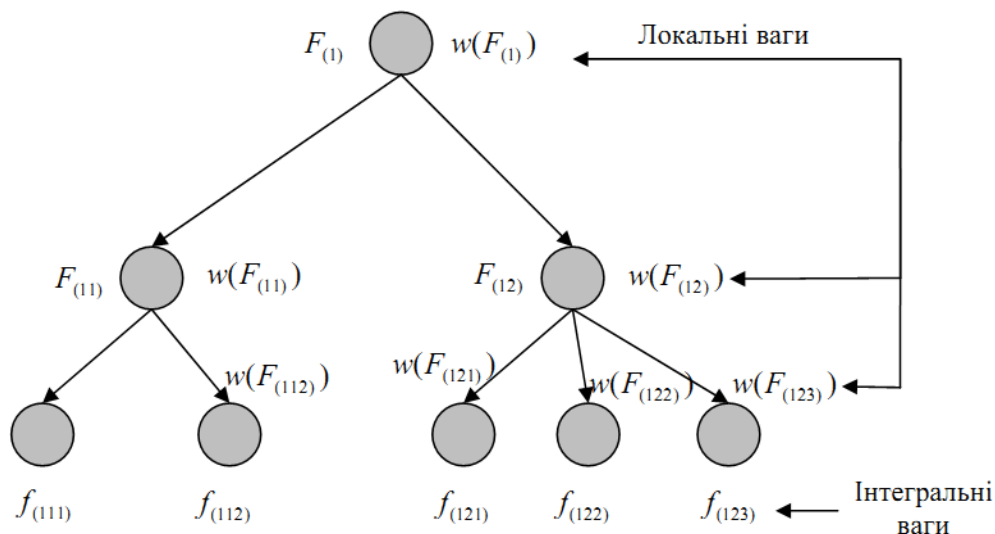 F(1) w(F(1)) Локальні ваги
F(11) w(F(11)) F(12) w(F(12))
w(F(112)) w(F(121)) w(F(122)) w(F(123))
f(111) f(112) f(121) f(122) f(123) Інтегральні
ваги